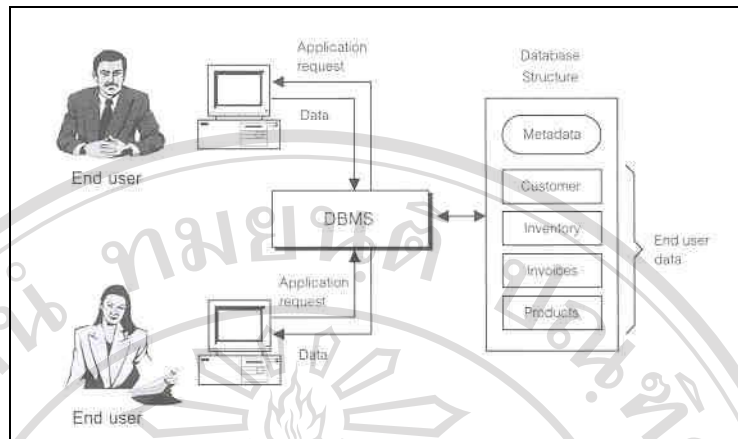 Application
request
Data
End user
Database
Structure
Metadata
Customer
Inventory
Invoices
Products
End user
data
DBMS
Application
request
Data
End user